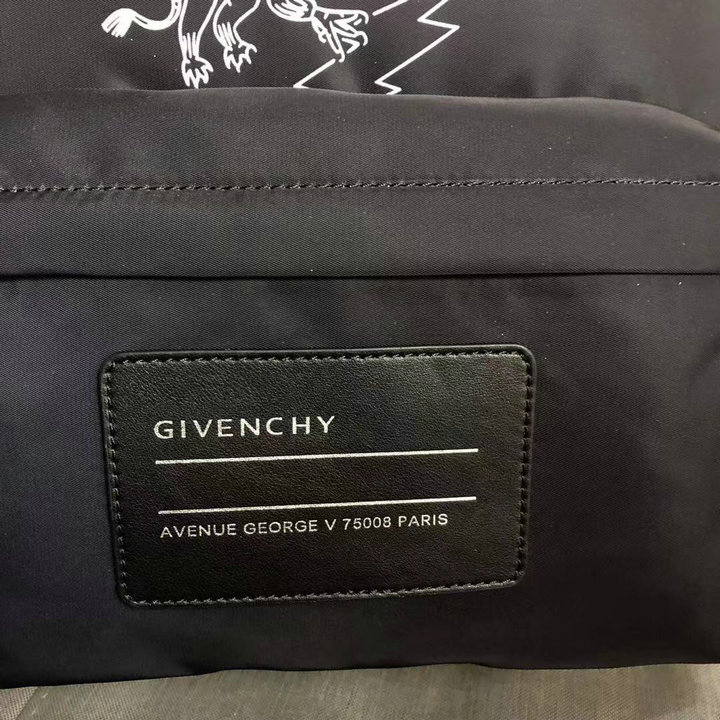 GIVENCHY
AVENUE GEORGE V 75008 PARIS